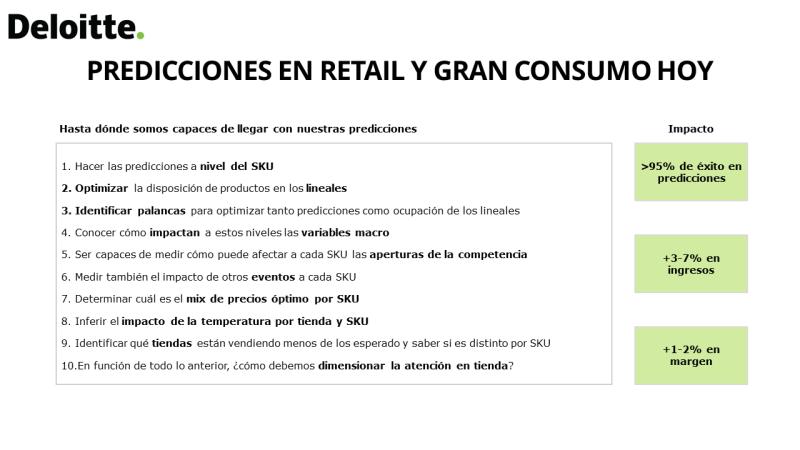 Deloitte.
PREDICCIONES EN RETAIL Y GRAN CONSUMO HOY
Hasta dónde somos capaces de llegar con nuestras predicciones
Impacto
1. Hacer las predicciones a nivel del SKU
2. Optimizar la disposición de productos en los lineales
3. Identificar palancas para optimizar tanto predicciones como ocupación de los lineales
4. Conocer cómo impactan a estos niveles las variables macro
5. Ser capaces de medir cómo puede afectar a cada SKU las aperturas de la competencia
6. Medir también el impacto de otros eventos a cada SKU
7. Determinar cuál es el mix de precios óptimo por SKU
8. Inferir el impacto de la temperatura por tienda y SKU
9. Identificar qué tiendas están vendiendo menos de los esperado y saber si es distinto por SKU
10.En función de todo lo anterior, ¿cómo debemos dimensionar la atención en tienda?
>95% de éxito en
predicciones
+3-7% en
ingresos
+1-2% en
margen